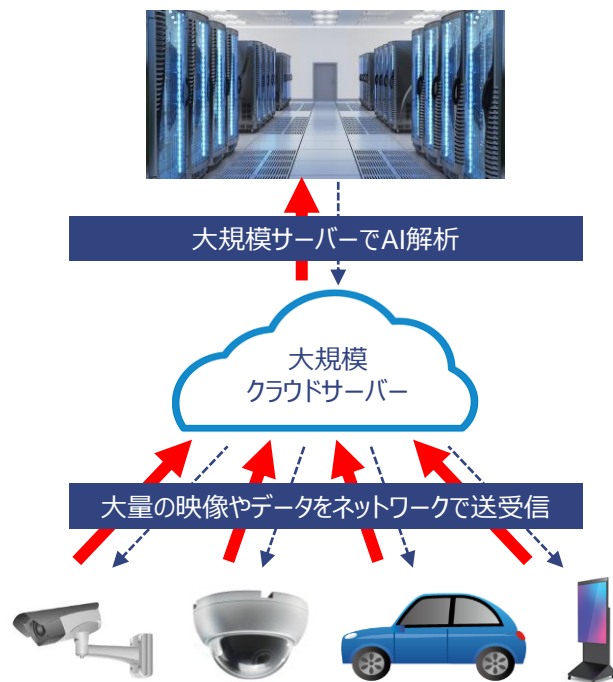 大規模サーバーでAI解析
大規模
クラウドサーバー
大量の映像やデータをネットワークで送受信